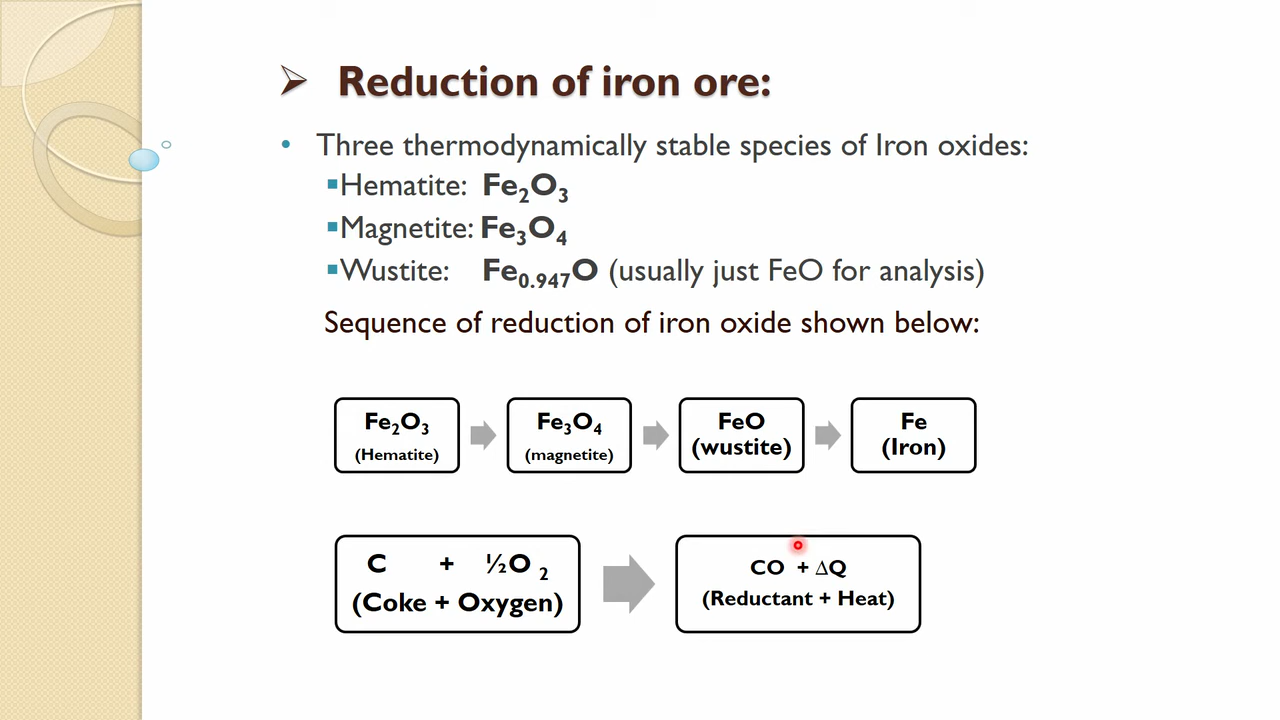 ➢ Reduction of iron ore:
• Three thermodynamically stable species of Iron oxides:
▪Hematite: Fe₂O₃
▪Magnetite: Fe₃O₄
▪Wustite: Fe₀.₉₄₇O (usually just FeO for analysis)
Sequence of reduction of iron oxide shown below:
Fe₂O₃
(Hematite)
Fe₃O₄
(magnetite)
FeO
(wustite)
Fe
(Iron)
C + ½O ₂
(Coke + Oxygen)
CO + ∆Q
(Reductant + Heat)